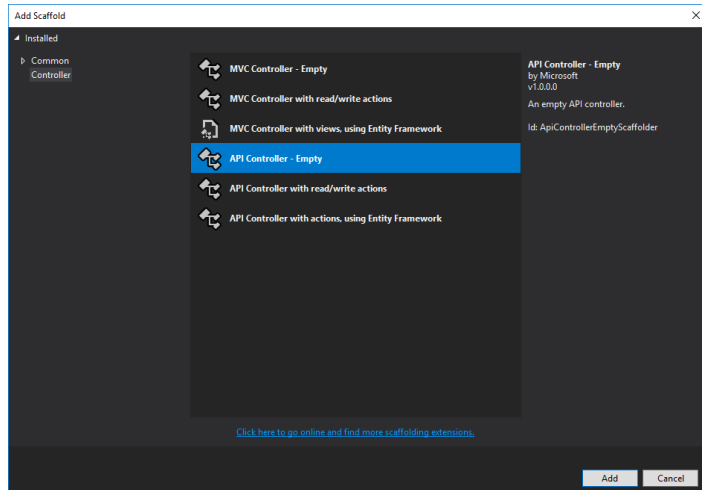 Add Scaffold
Installed
Common
Controller
MVC Controller - Empty
MVC Controller with read/write actions
MVC Controller with views, using Entity Framework
API Controller - Empty
API Controller with read/write actions
API Controller with actions, using Entity Framework
API Controller - Empty
by Microsoft
v1.0.0.0
An empty API controller.
Id: ApiControllerEmptyScaffolder
Click here to go online and find more scaffolding extensions.
Add
Cancel